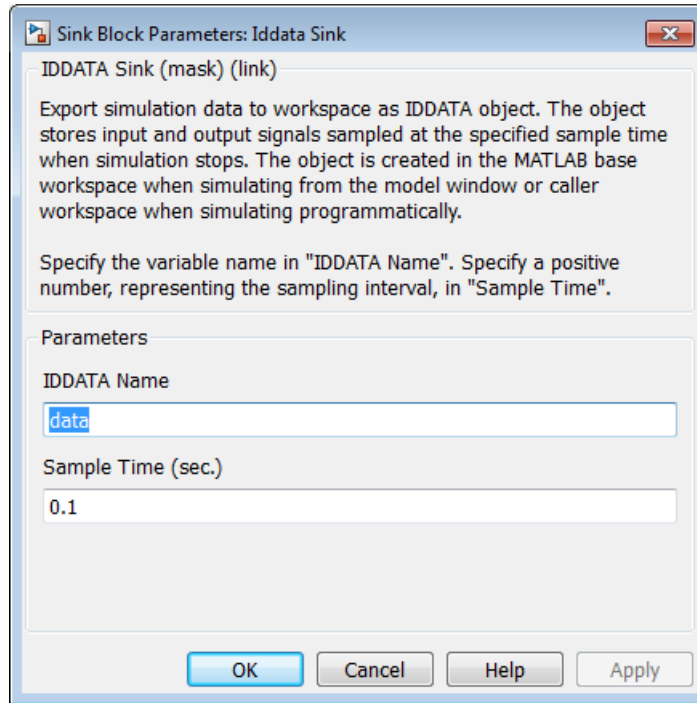 Sink Block Parameters: Iddata Sink
IDDATA Sink (mask) (link)
Export simulation data to workspace as IDDATA object. The object
stores input and output signals sampled at the specified sample time
when simulation stops. The object is created in the MATLAB base
workspace when simulating from the model window or caller
workspace when simulating programmatically.
Specify the variable name in "IDDATA Name". Specify a positive
number, representing the sampling interval, in "Sample Time".
Parameters
IDDATA Name
data
Sample Time (sec.)
0.1
OK Cancel Help Apply